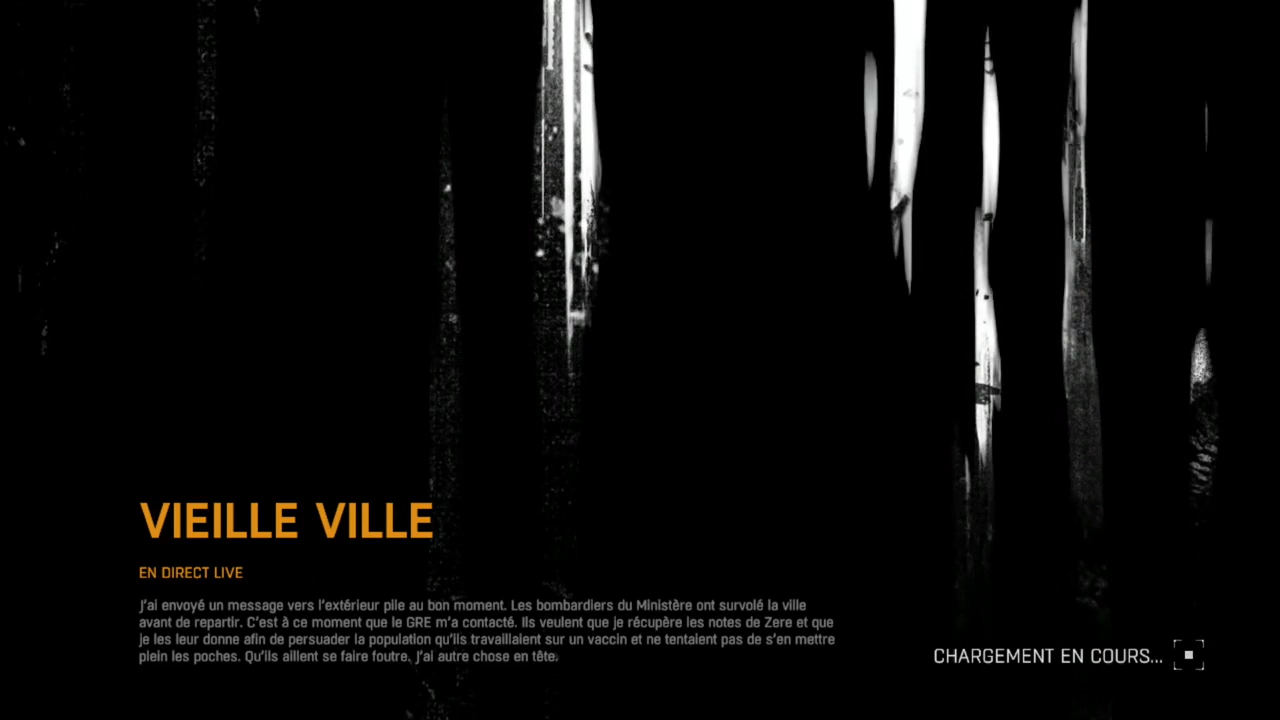 VIEILLE VILLE
EN DIRECT LIVE
J'ai envoyé un message vers l'extérieur pile au bon moment. Les bombardiers du Ministère ont survolé la ville
avant de repartir. C'est à ce moment que le GRE m'a contacté. Ils veulent que je récupère les notes de Zere et que
je les leur donne afin de persuader la population qu'ils travaillaient sur un vaccin et ne tentaient pas de s'en mettre
plein les poches. Qu'ils aillent se faire foutre, j'ai autre chose en tête.
CHARGEMENT EN COURS...